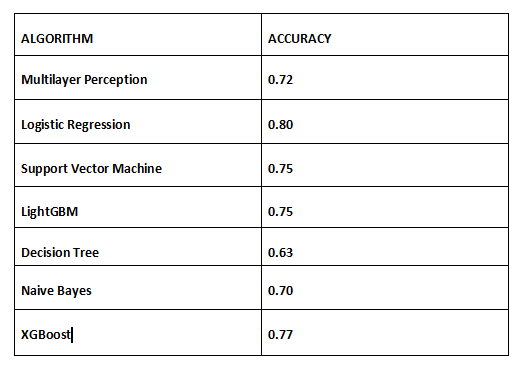 ALGORITHM ACCURACY
Multilayer Perception 0.72
Logistic Regression 0.80
Support Vector Machine 0.75
LightGBM 0.75
Decision Tree 0.63
Naive Bayes 0.70
XGBoost 0.77